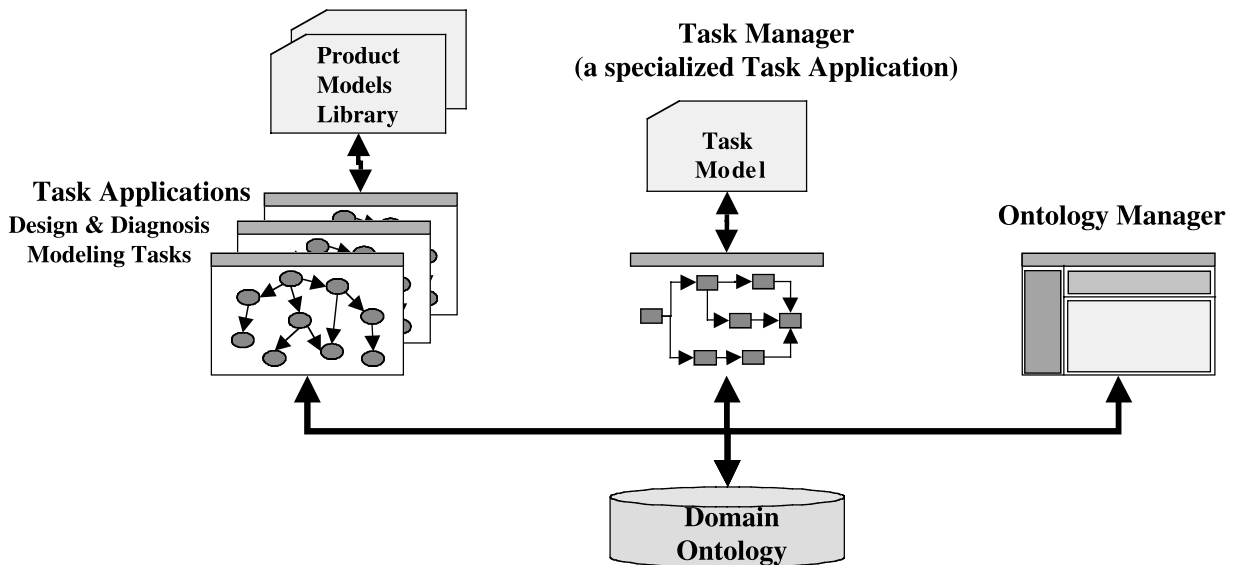 Product
Models
Library
Task Manager
(a specialized Task Application)
Task
Model
Task Applications
Design & Diagnosis
Modeling Tasks
Ontology Manager
Domain
Ontology